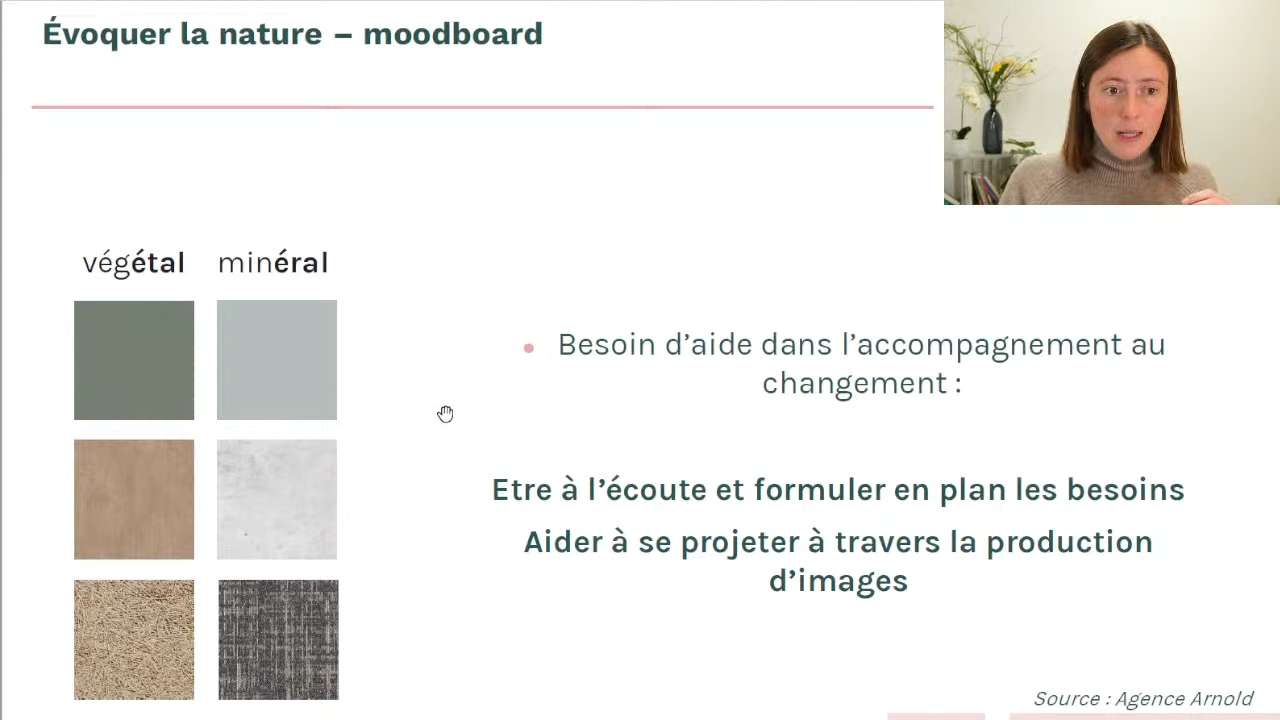 Évoquer la nature – moodboard
végétal minéral
Besoin d’aide dans l’accompagnement au
changement :
Etre à l’écoute et formuler en plan les besoins
Aider à se projeter à travers la production
d’images
Source : Agence Arnold